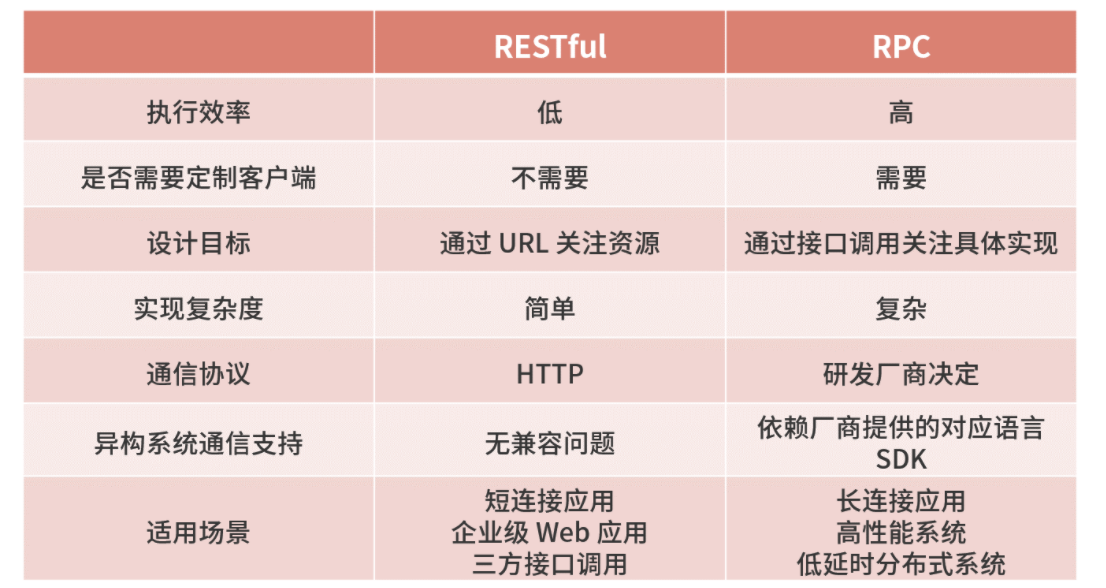 RESTful RPC
执行效率 低 高
是否需要定制客户端 不需要 需要
设计目标 通过 URL 关注资源 通过接口调用关注具体实现
实现复杂度 简单 复杂
通信协议 HTTP 研发厂商决定
异构系统通信支持 无兼容问题 依赖厂商提供的对应语言
SDK
适用场景
短连接应用
企业级 Web 应用
三方接口调用
长连接应用
高性能系统
低延时分布式系统